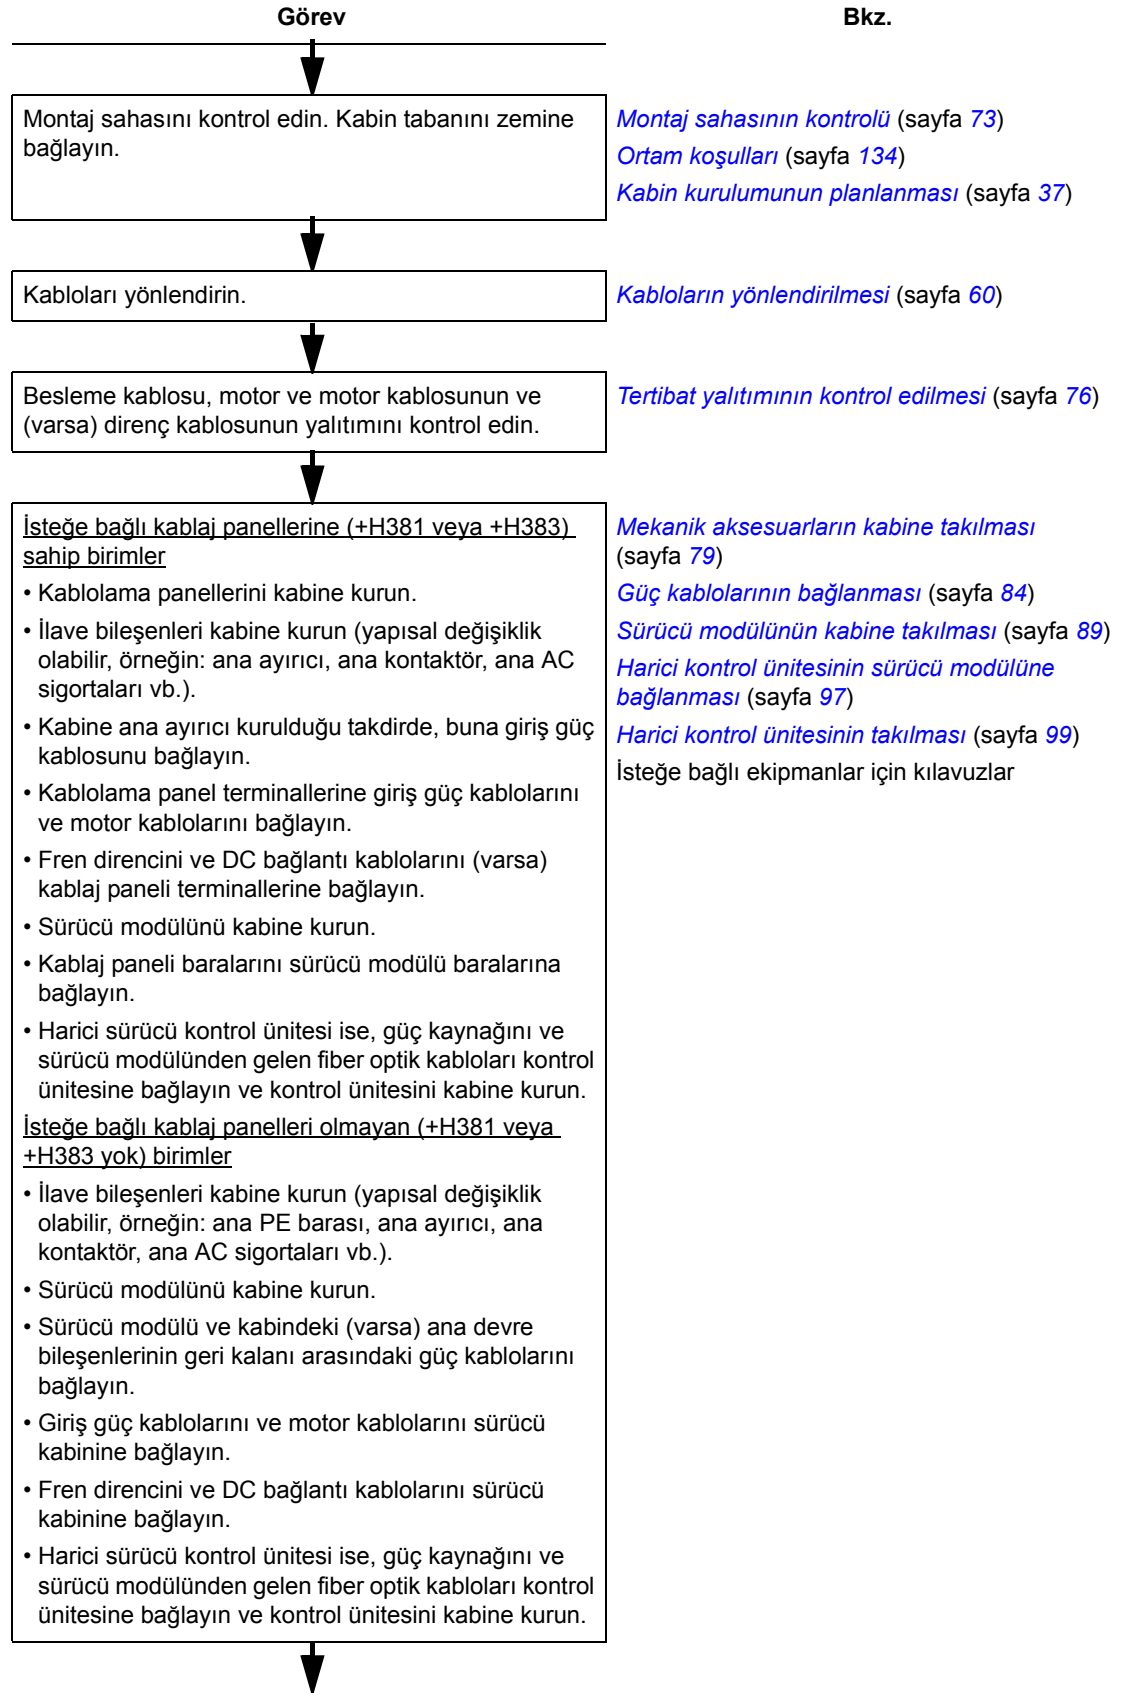 Görev
Bkz.
Montaj sahasını kontrol edin. Kabin tabanını zemine
bağlayın.
Montaj sahasının kontrolü (sayfa 73)
Ortam koşulları (sayfa 134)
Kabin kurulumunun planlanması (sayfa 37)
Kabloları yönlendirin.
Kabloların yönlendirilmesi (sayfa 60)
Besleme kablosu, motor ve motor kablosunun ve
(varsa) direnç kablosunun yalıtımını kontrol edin.
Tertibat yalıtımının kontrol edilmesi (sayfa 76)
İsteğe bağlı kablaj panellerine (+H381 veya +H383)
sahip birimler
• Kablolama panellerini kabine kurun.
• İlave bileşenleri kabine kurun (yapısal değişiklik
olabilir, örneğin: ana ayırıcı, ana kontaktör, ana AC
sigortaları vb.).
• Kabine ana ayırıcı kurulduğu takdirde, buna giriş güç
kablosunu bağlayın.
• Kablolama panel terminallerine giriş güç kablolarını
ve motor kablolarını bağlayın.
• Fren direncini ve DC bağlantı kablolarını (varsa)
kablaj paneli terminallerine bağlayın.
• Sürücü modülünü kabine kurun.
• Kablaj paneli baralarını sürücü modülü baralarına
bağlayın.
• Harici sürücü kontrol ünitesi ise, güç kaynağını ve
sürücü modülünden gelen fiber optik kabloları kontrol
ünitesine bağlayın ve kontrol ünitesini kabine kurun.
İsteğe bağlı kablaj panelleri olmayan (+H381 veya
+H383 yok) birimler
• İlave bileşenleri kabine kurun (yapısal değişiklik
olabilir, örneğin: ana PE barası, ana ayırıcı, ana
kontaktör, ana AC sigortaları vb.).
• Sürücü modülünü kabine kurun.
• Sürücü modülü ve kabindeki (varsa) ana devre
bileşenlerinin geri kalanı arasındaki güç kablolarını
bağlayın.
• Giriş güç kablolarını ve motor kablolarını sürücü
kabinine bağlayın.
• Fren direncini ve DC bağlantı kablolarını sürücü
kabinine bağlayın.
• Harici sürücü kontrol ünitesi ise, güç kaynağını ve
sürücü modülünden gelen fiber optik kabloları kontrol
ünitesine bağlayın ve kontrol ünitesini kabine kurun.
Mekanik aksesuarların kabine takılması
(sayfa 79)
Güç kablolarının bağlanması (sayfa 84)
Sürücü modülünün kabine takılması (sayfa 89)
Harici kontrol ünitesinin sürücü modülüne
bağlanması (sayfa 97)
Harici kontrol ünitesinin takılması (sayfa 99)
İsteğe bağlı ekipmanlar için kılavuzlar